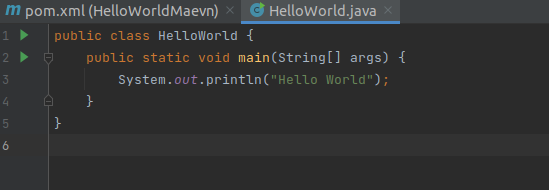 m pom.xml (HelloWorldMaevn) × HelloWorld.java ×
1 public class HelloWorld {
2     public static void main(String[] args) {
3         System.out.println("Hello World");
4     }
5 }
6